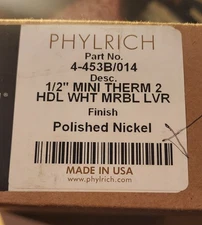 PHYLRICH
Part No.
4-453B/014
Desc.
1/2" MINI THERM 2
HDL WHT MRBL LVR
Finish
Polished Nickel
MADE IN USA
www.phylrich.com